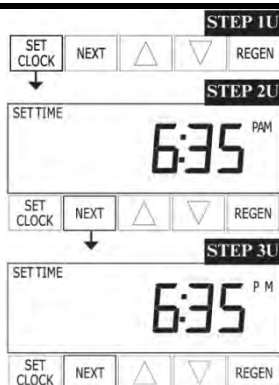 STEP 1U
SET CLOCK NEXT REGEN
STEP 2U
SET TIME
6:35 PAM
SET CLOCK NEXT REGEN
STEP 3U
SET TIME
6:35 P M
SET CLOCK NEXT REGEN